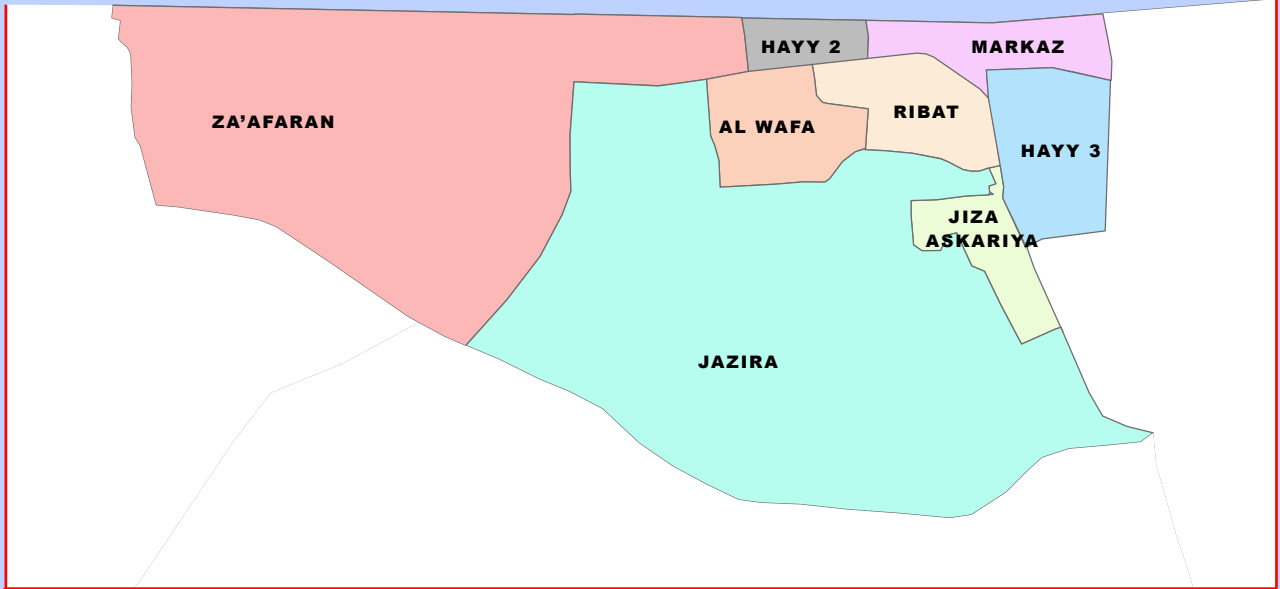 HAYY 2
MARKAZ
ZA’AFARAN
AL WAFA
RIBAT
HAYY 3
JIZA
ASKARIYA
JAZIRA